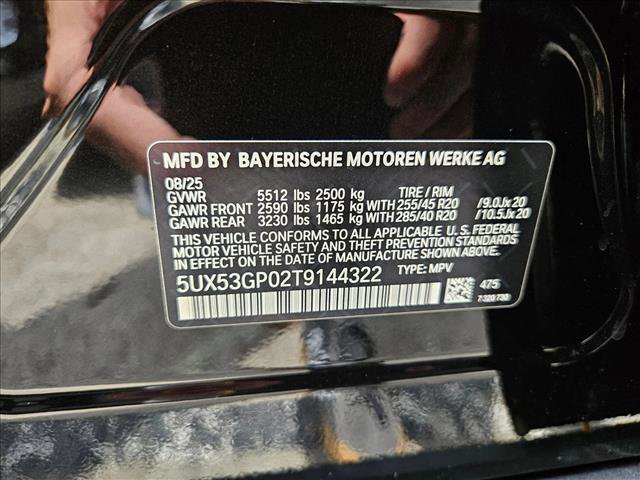 MFD BY BAYERISCHE MOTOREN WERKE AG
08/25
GVWR 5512 lbs 2500 kg TIRE / RIM
GAWR FRONT 2590 lbs 1175 kg WITH 255/45 R20 /9.0Jx20
GAWR REAR 3230 lbs 1465 kg WITH 285/40 R20 /10.5Jx20
THIS VEHICLE CONFORMS TO ALL APPLICABLE U.S. FEDERAL
MOTOR VEHICLE SAFETY AND THEFT PREVENTION STANDARDS
IN EFFECT ON THE DATE OF MANUFACTURE SHOWN ABOVE.
5UX53GP02T9144322 TYPE: MPV
475
7 320 730